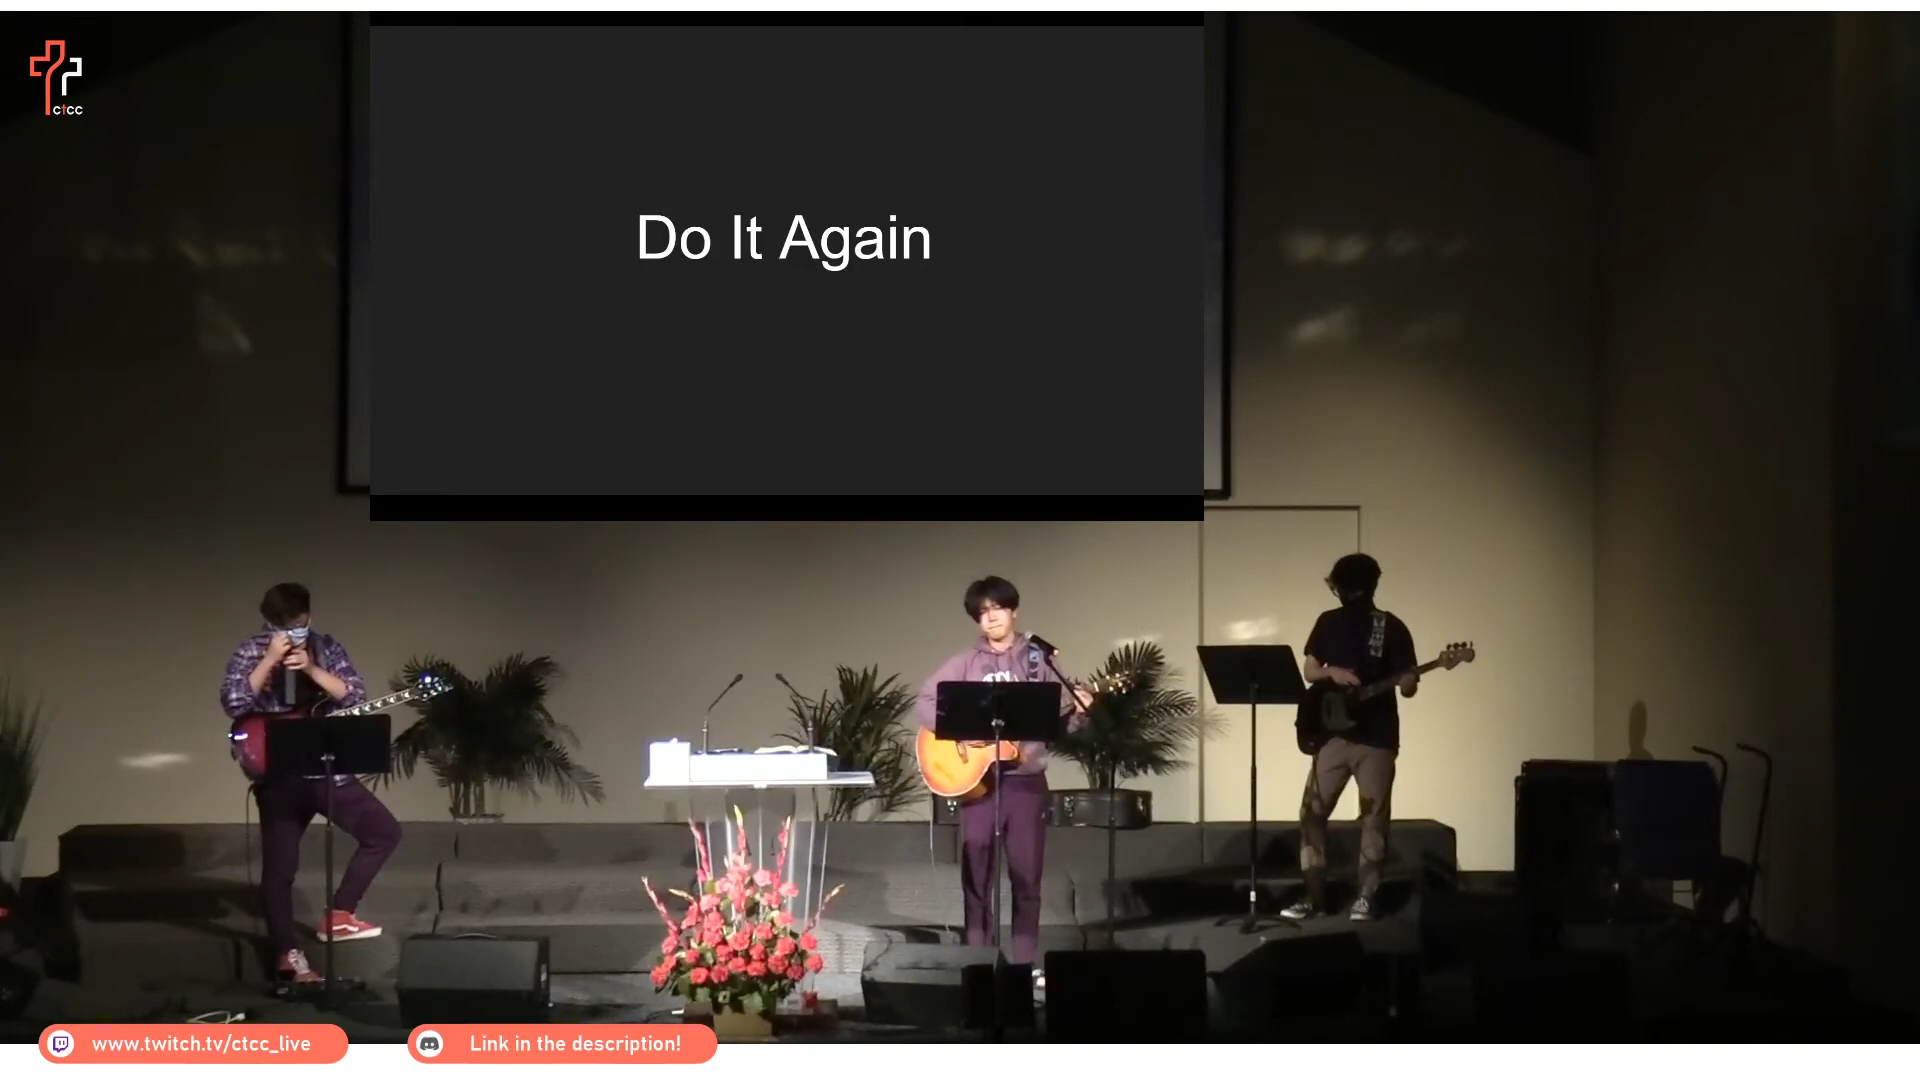 ctcc
Do It Again
www.twitch.tv/ctcc_live
Link in the description!